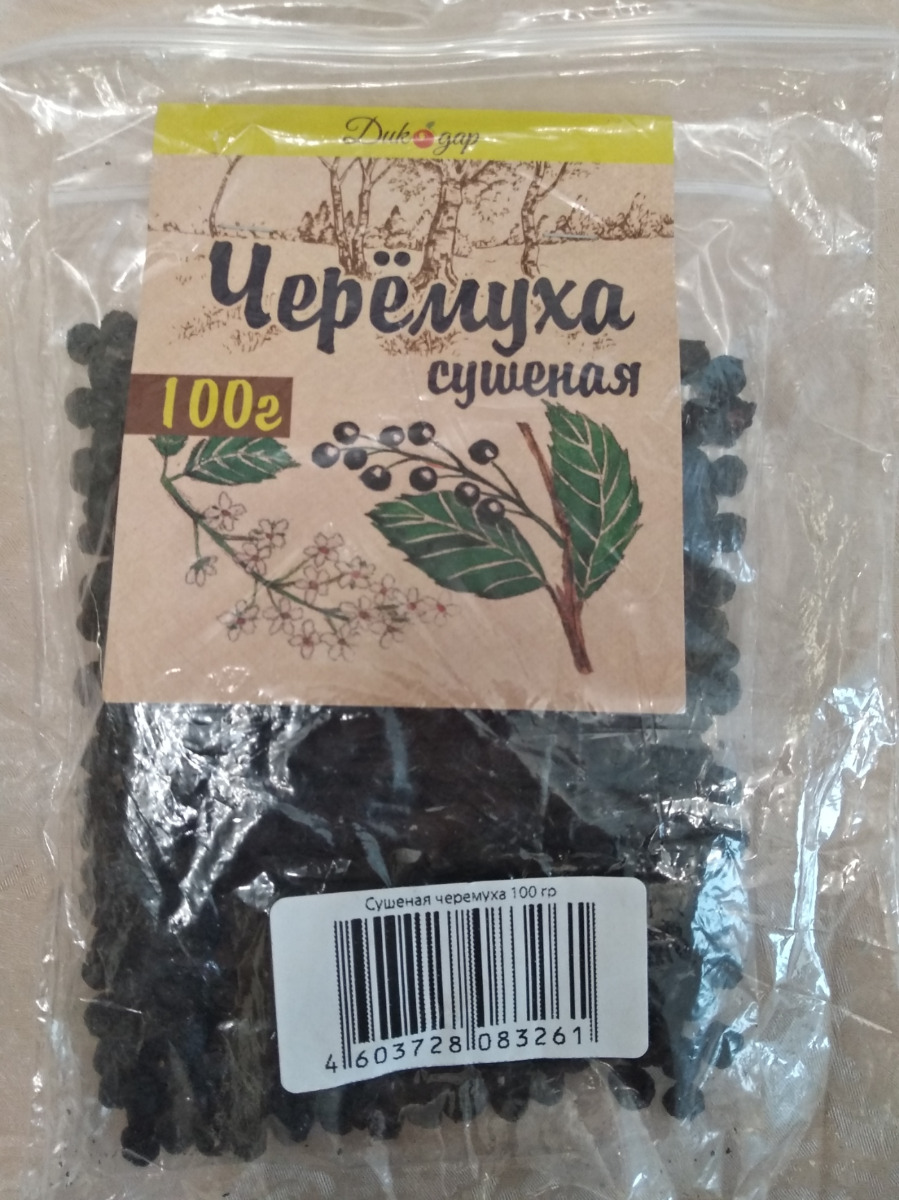 Дикодар
Черёмуха
сушеная
100г
Сушеная черемуха 100 гр
4 603728 083261